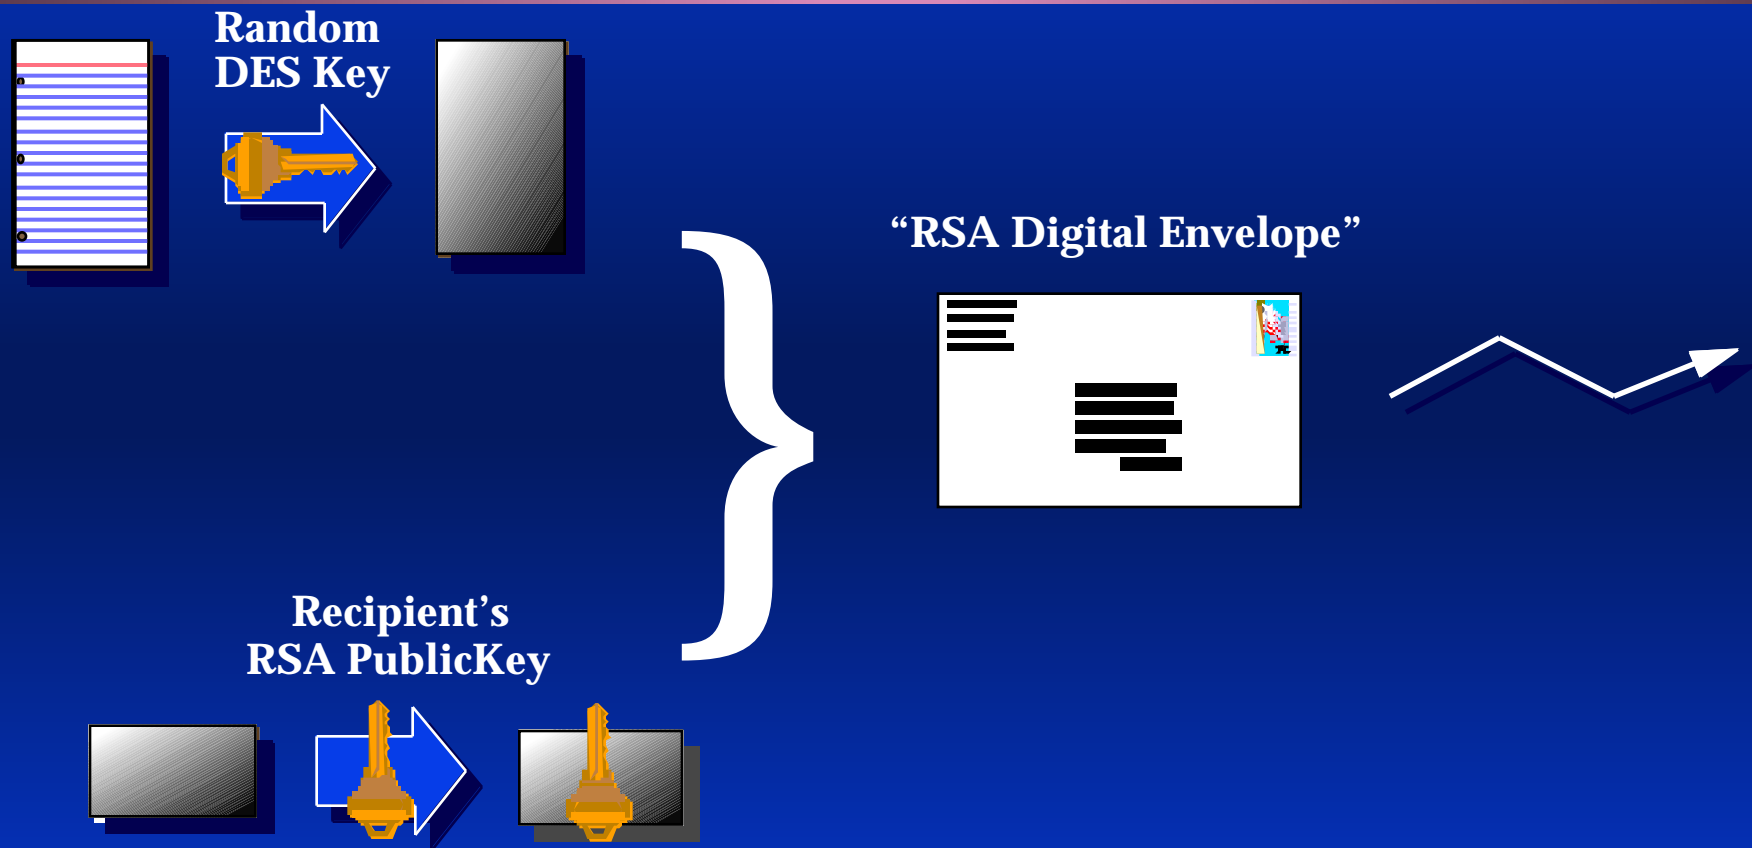 Random
DES Key
“RSA Digital Envelope”
Recipient’s
RSA PublicKey